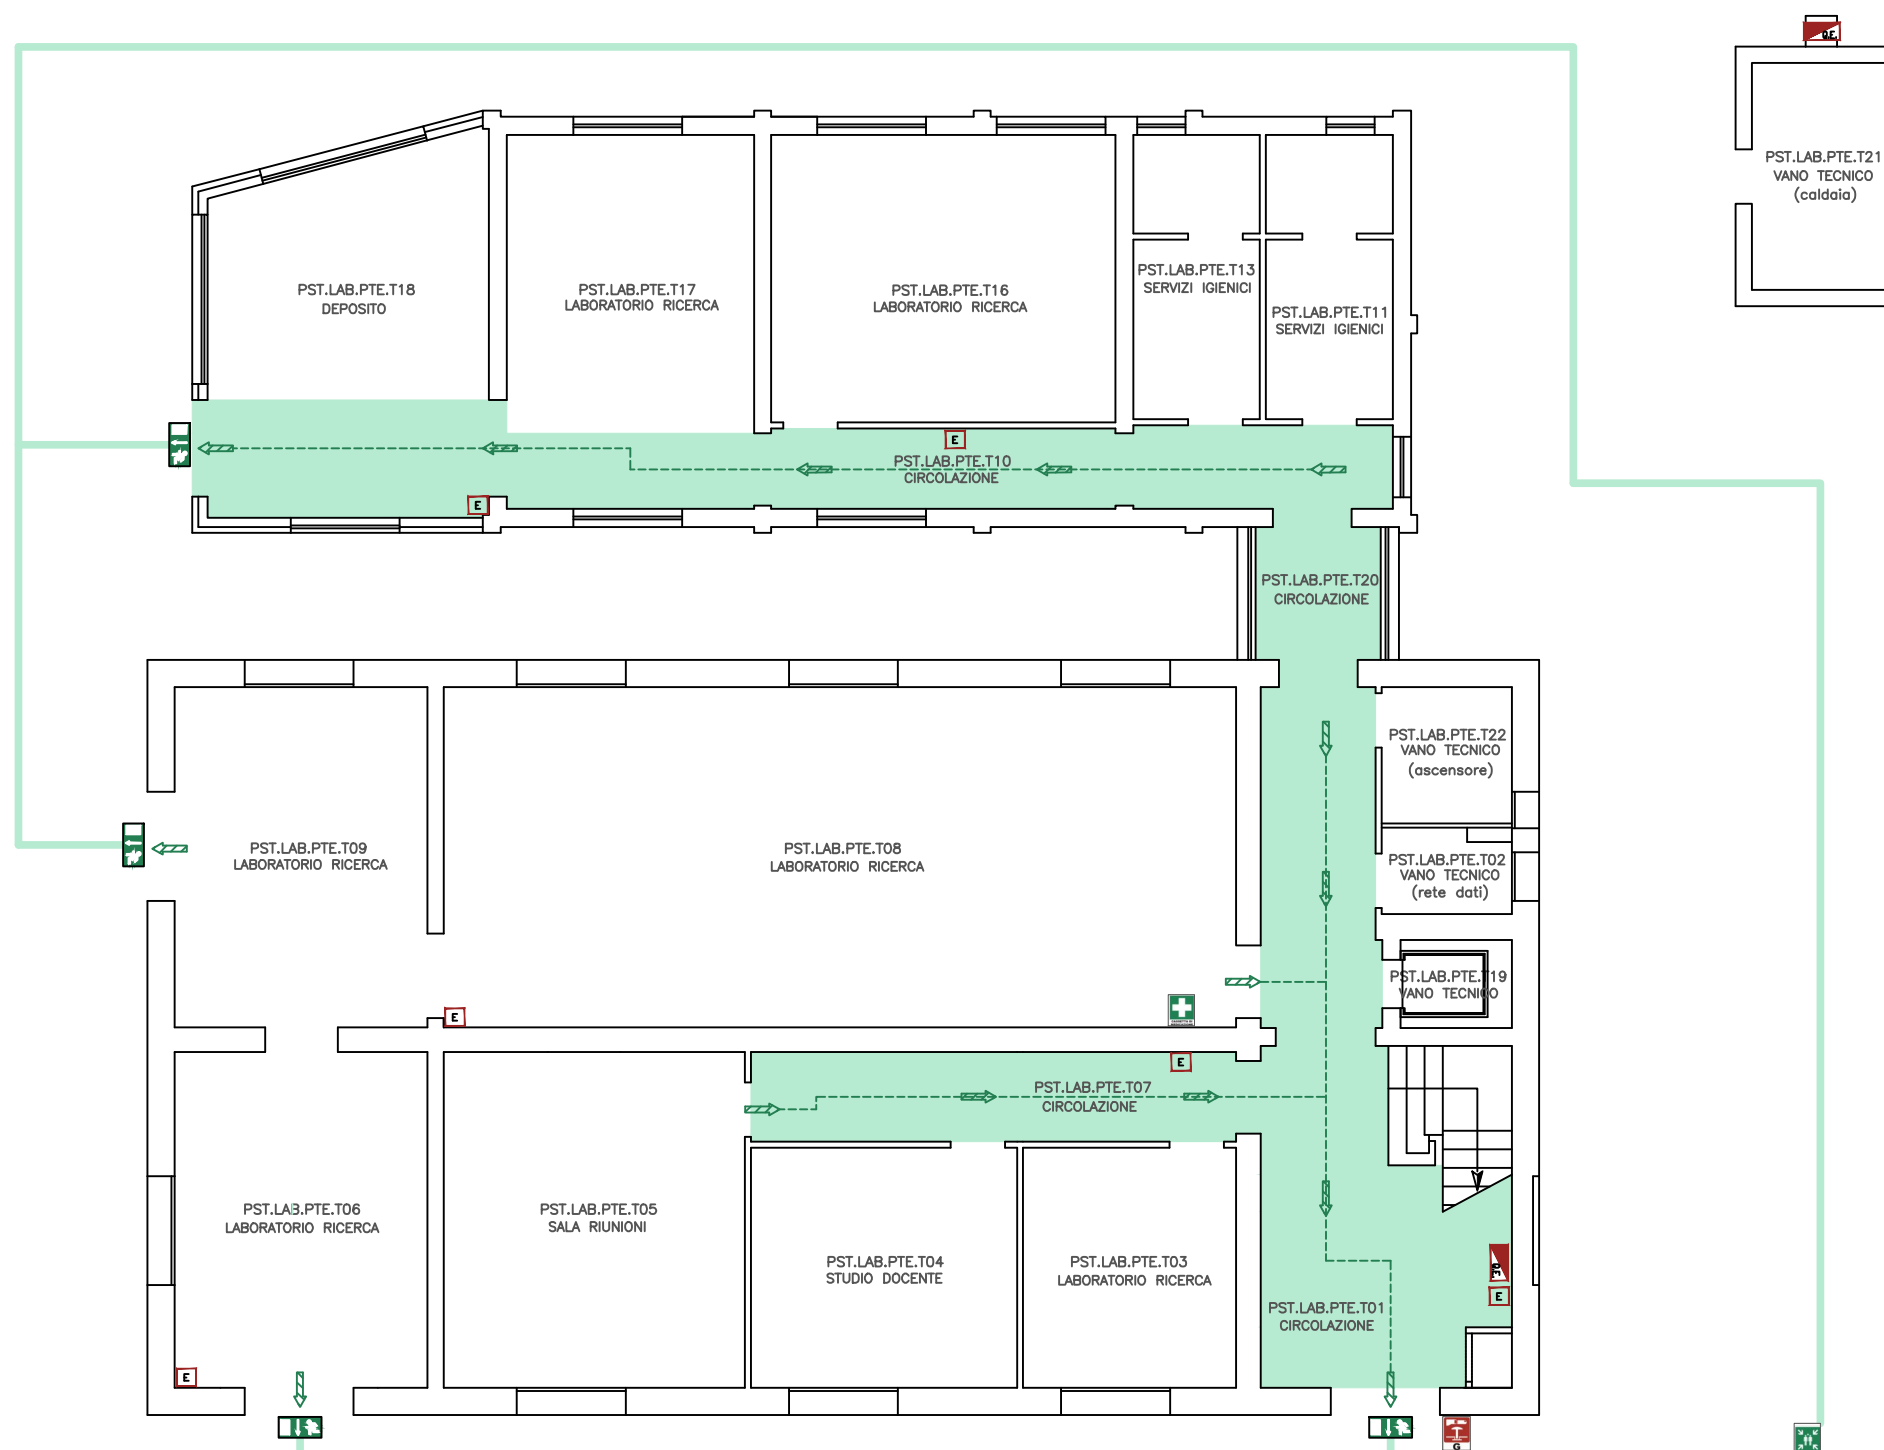 Q.E.
PST.LAB.PTE.T21
VANO TECNICO
(caldaia)
PST.LAB.PTE.T18
DEPOSITO
PST.LAB.PTE.T17
LABORATORIO RICERCA
PST.LAB.PTE.T16
LABORATORIO RICERCA
PST.LAB.PTE.T13
SERVIZI IGIENICI
PST.LAB.PTE.T11
SERVIZI IGIENICI
E
PST.LAB.PTE.T10
CIRCOLAZIONE
E
PST.LAB.PTE.T20
CIRCOLAZIONE
PST.LAB.PTE.T22
VANO TECNICO
(ascensore)
PST.LAB.PTE.T09
LABORATORIO RICERCA
PST.LAB.PTE.T08
LABORATORIO RICERCA
PST.LAB.PTE.T02
VANO TECNICO
(rete dati)
PST.LAB.PTE.T19
VANO TECNICO
E
E
PST.LAB.PTE.T07
CIRCOLAZIONE
PST.LAB.PTE.T06
LABORATORIO RICERCA
PST.LAB.PTE.T05
SALA RIUNIONI
PST.LAB.PTE.T04
STUDIO DOCENTE
PST.LAB.PTE.T03
LABORATORIO RICERCA
Q.E.
E
PST.LAB.PTE.T01
CIRCOLAZIONE
E
G